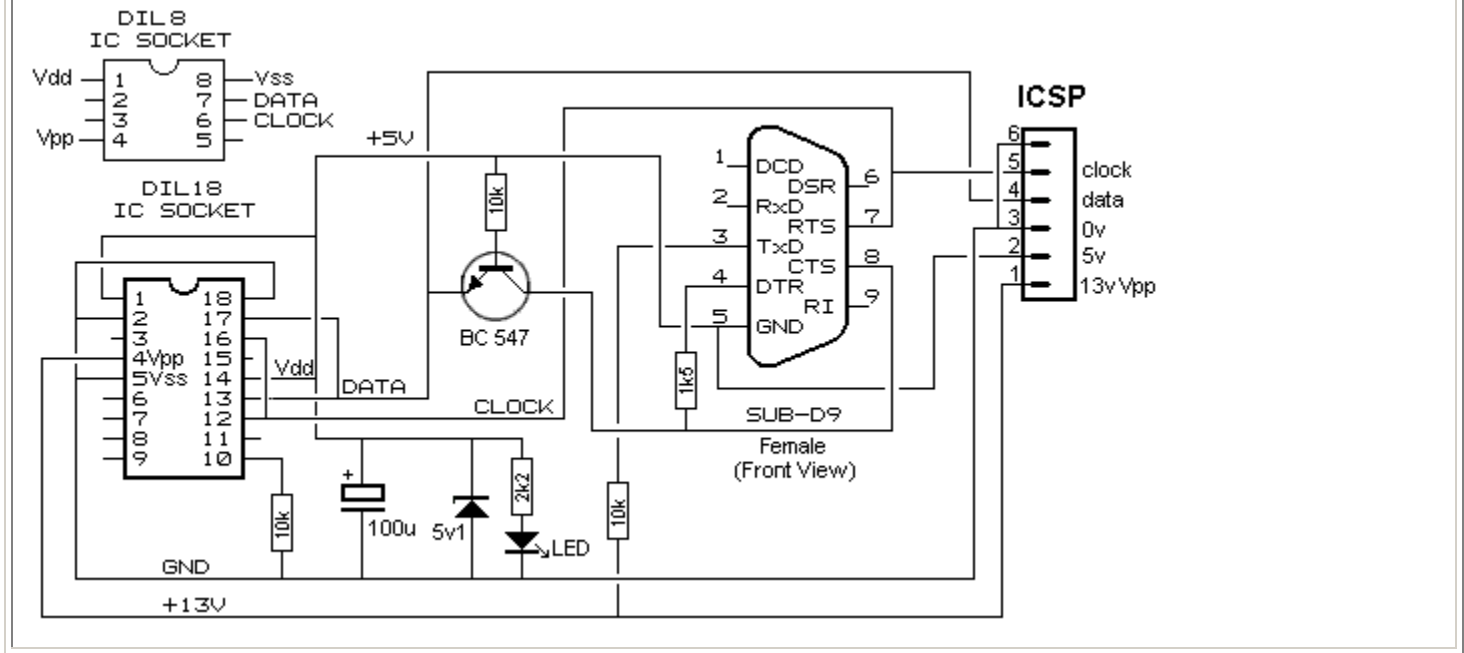 DIL8
IC SOCKET
Vdd
1
8
Vss
2
7
DATA
3
6
CLOCK
Vpp
4
5
DIL18
IC SOCKET
1
18
2
17
3
16
4Vpp
15
5Vss
14
Vdd
6
13
DATA
7
12
CLOCK
8
11
9
10
+5V
10k
BC 547
10k
+
100u
5v1
2k2
LED
10k
GND
+13V
1
DCD
DSR
6
2
RxD
RTS
7
3
TxD
CTS
8
4
DTR
RI
9
5
GND
1k5
SUB-D9
Female
(Front View)
ICSP
6
5
clock
4
data
3
0v
2
5v
1
13v Vpp